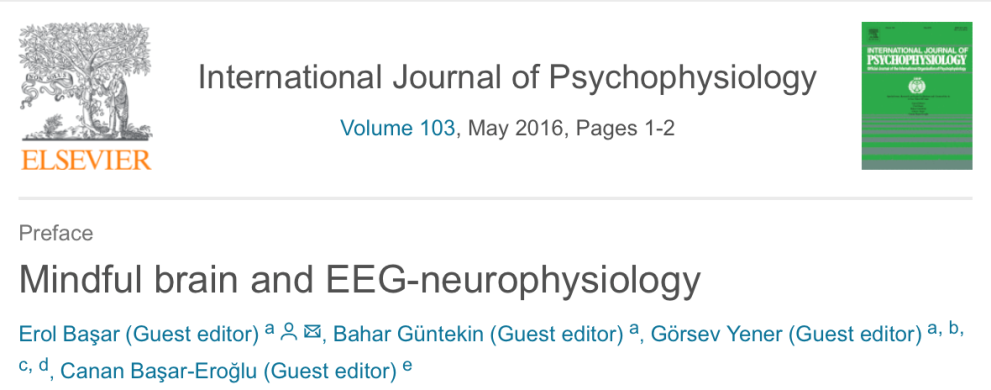 International Journal of Psychophysiology
Volume 103, May 2016, Pages 1-2
ELSEVIER
INTERNATIONAL JOURNAL OF
PSYCHOPHYSIOLOGY
Preface
Mindful brain and EEG-neurophysiology
Erol Başar (Guest editor) a, Bahar Güntekin (Guest editor) a, Görsev Yener (Guest editor) a, b,
c, d, Canan Başar-Eroğlu (Guest editor) e